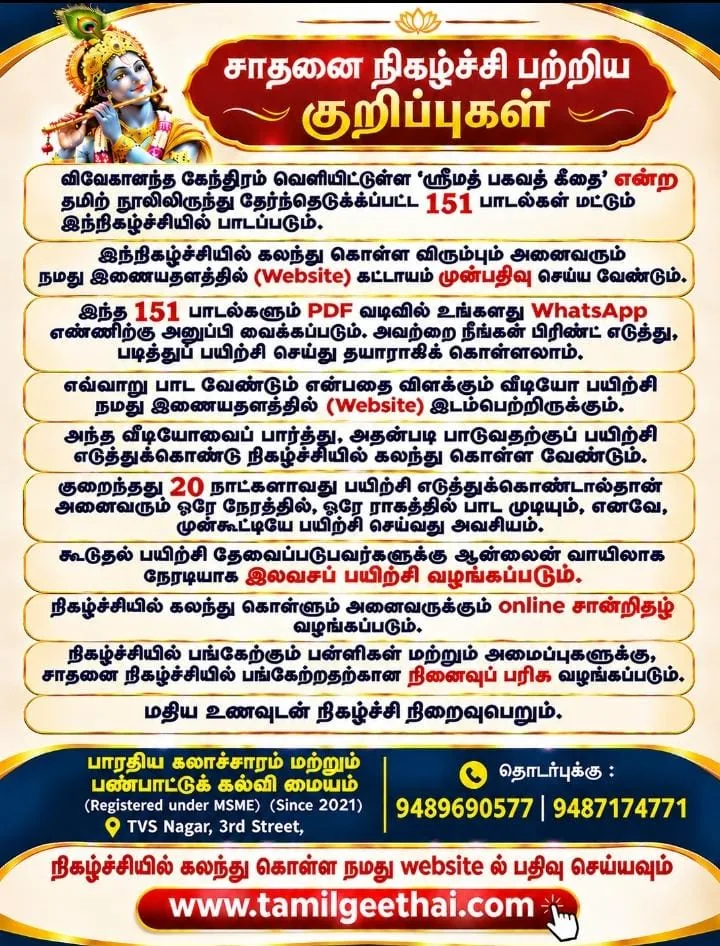 சாதனை நிகழ்ச்சி பற்றிய
குறிப்புகள்
விவேகானந்த கேந்திரம் வெளியிட்டுள்ள 'ஸ்ரீமத் பகவத் கீதை' என்ற
தமிழ் நூலிலிருந்து தேர்ந்தெடுக்கப்பட்ட 151 பாடல்கள் மட்டும்
இந்நிகழ்ச்சியில் பாடப்படும்.
இந்நிகழ்ச்சியில் கலந்து கொள்ள விரும்பும் அனைவரும்
நமது இணையதளத்தில் (Website) கட்டாயம் முன்பதிவு செய்ய வேண்டும்.
இந்த 151 பாடல்களும் PDF வடிவில் உங்களது WhatsApp
எண்ணிற்கு அனுப்பி வைக்கப்படும். அவற்றை நீங்கள் பிரிண்ட் எடுத்து,
படித்துப் பயிற்சி செய்து தயாராகிக் கொள்ளலாம்.
எவ்வாறு பாட வேண்டும் என்பதை விளக்கும் வீடியோ பயிற்சி
நமது இணையதளத்தில் (Website) இடம்பெற்றிருக்கும்.
அந்த வீடியோவைப் பார்த்து, அதன்படி பாடுவதற்குப் பயிற்சி
எடுத்துக்கொண்டு நிகழ்ச்சியில் கலந்து கொள்ள வேண்டும்.
குறைந்தது 20 நாட்களாவது பயிற்சி எடுத்துக்கொண்டால்தான்
அனைவரும் ஒரே நேரத்தில், ஒரே ராகத்தில் பாட முடியும், எனவே,
முன்கூட்டியே பயிற்சி செய்வது அவசியம்.
கூடுதல் பயிற்சி தேவைப்படுபவர்களுக்கு ஆன்லைன் வாயிலாக
நேரடியாக இலவசப் பயிற்சி வழங்கப்படும்.
நிகழ்ச்சியில் கலந்து கொள்ளும் அனைவருக்கும் online சான்றிதழ்
வழங்கப்படும்.
நிகழ்ச்சியில் பங்கேற்கும் பள்ளிகள் மற்றும் அமைப்புகளுக்கு,
சாதனை நிகழ்ச்சியில் பங்கேற்றதற்கான நினைவுப் பரிசு வழங்கப்படும்.
மதிய உணவுடன் நிகழ்ச்சி நிறைவுபெறும்.
பாரதிய கலாச்சாரம் மற்றும்
பண்பாட்டுக் கல்வி மையம்
(Registered under MSME) (Since 2021)
TVS Nagar, 3rd Street,
தொடர்புக்கு :
9489690577 | 9487174771
நிகழ்ச்சியில் கலந்து கொள்ள நமது website ல் பதிவு செய்யவும்
www.tamilgeethai.com